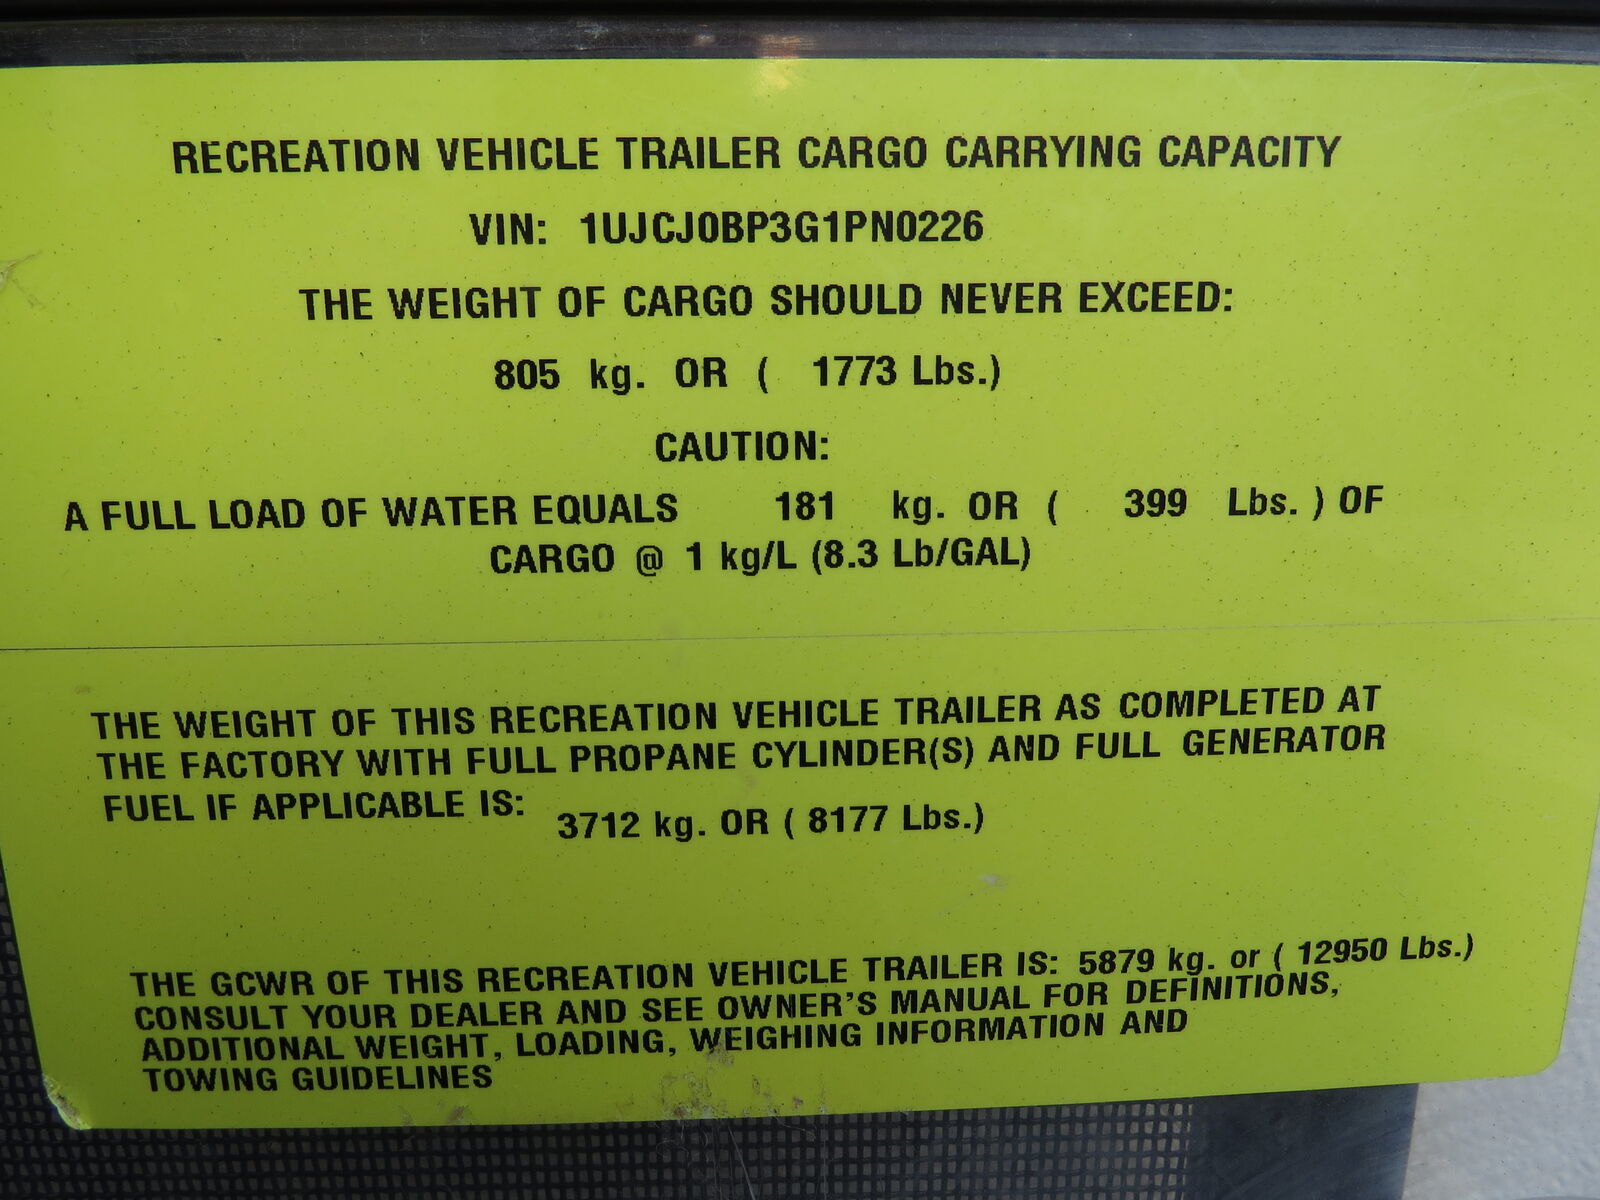 RECREATION VEHICLE TRAILER CARGO CARRYING CAPACITY
VIN: 1UJCJ0BP3G1PN0226
THE WEIGHT OF CARGO SHOULD NEVER EXCEED:
805 kg. OR ( 1773 Lbs.)
CAUTION:
A FULL LOAD OF WATER EQUALS 181 kg. OR ( 399 Lbs. ) OF
CARGO @ 1 kg/L (8.3 Lb/GAL)
THE WEIGHT OF THIS RECREATION VEHICLE TRAILER AS COMPLETED AT
THE FACTORY WITH FULL PROPANE CYLINDER(S) AND FULL GENERATOR
FUEL IF APPLICABLE IS: 3712 kg. OR ( 8177 Lbs.)
THE GCWR OF THIS RECREATION VEHICLE TRAILER IS: 5879 kg. or ( 12950 Lbs.)
CONSULT YOUR DEALER AND SEE OWNER'S MANUAL FOR DEFINITIONS,
ADDITIONAL WEIGHT, LOADING, WEIGHING INFORMATION AND
TOWING GUIDELINES